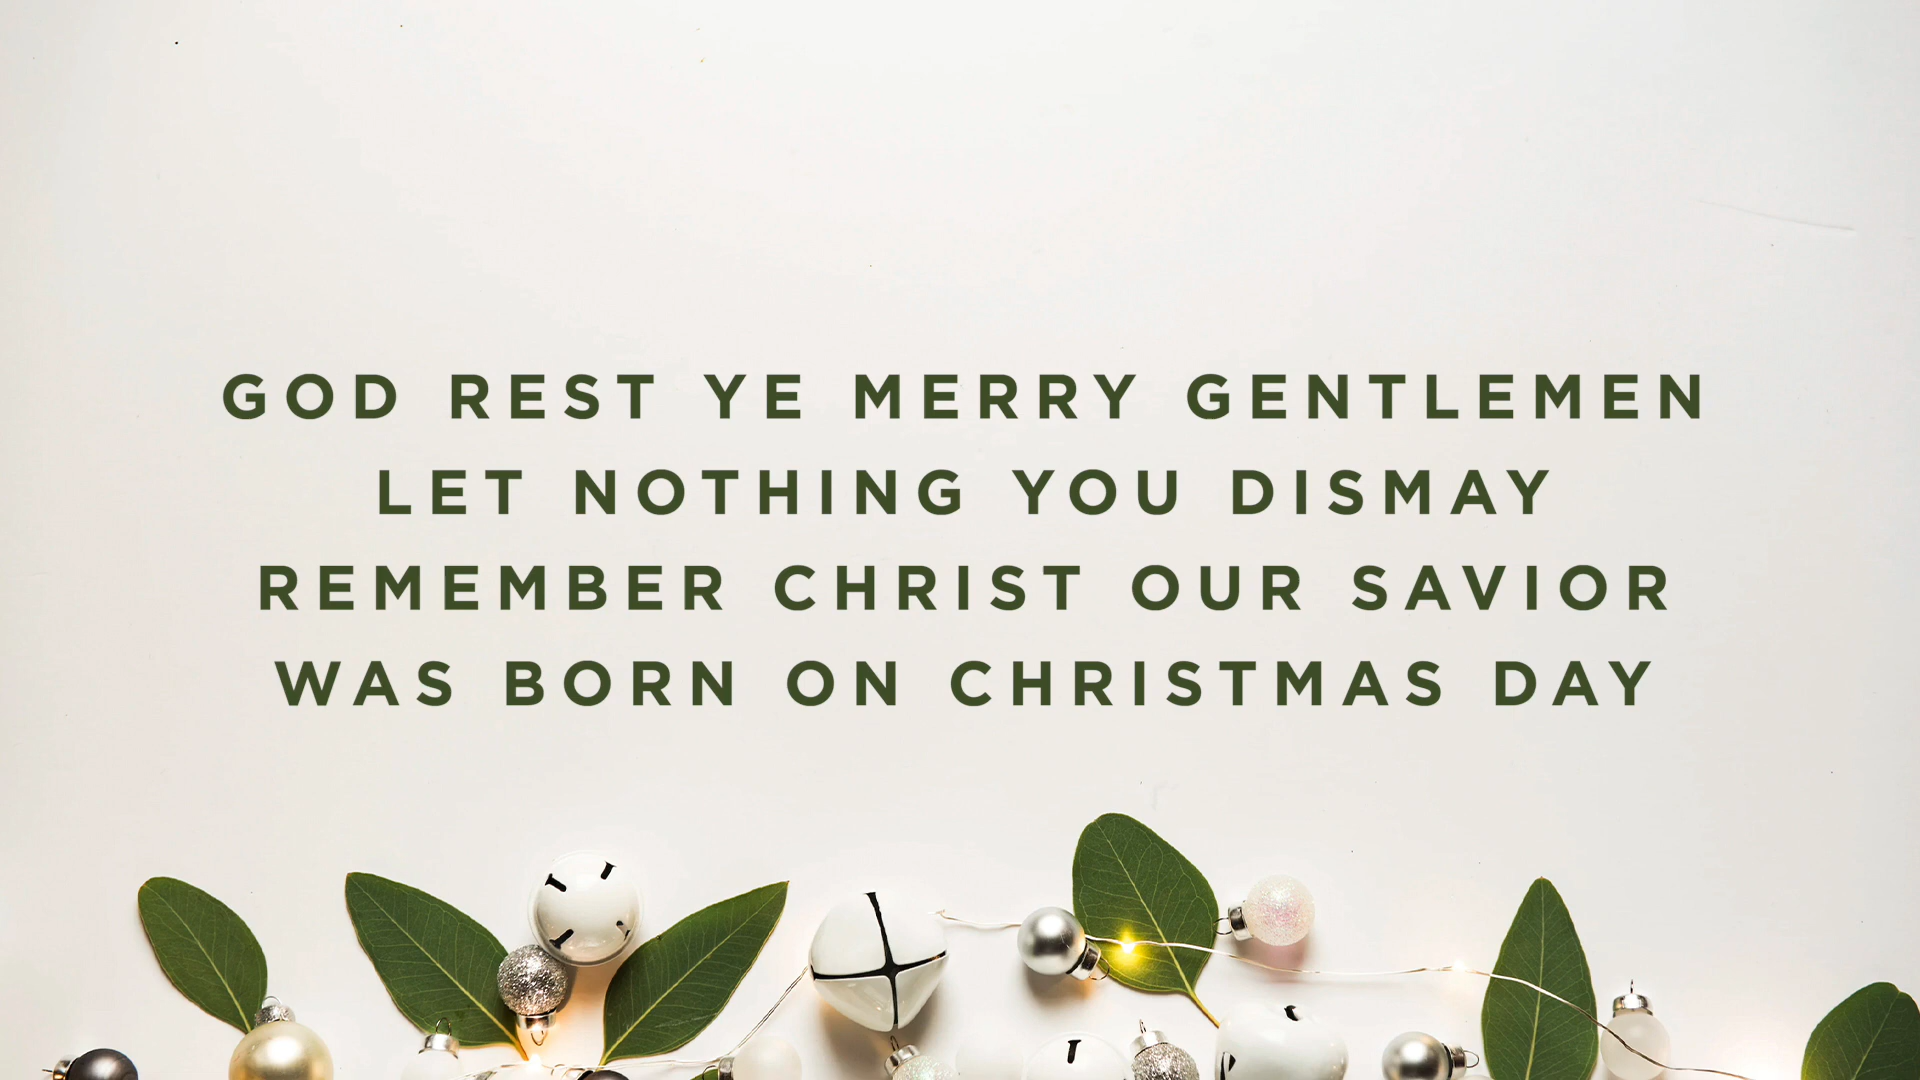 GOD REST YE MERRY GENTLEMEN
LET NOTHING YOU DISMAY
REMEMBER CHRIST OUR SAVIOR
WAS BORN ON CHRISTMAS DAY